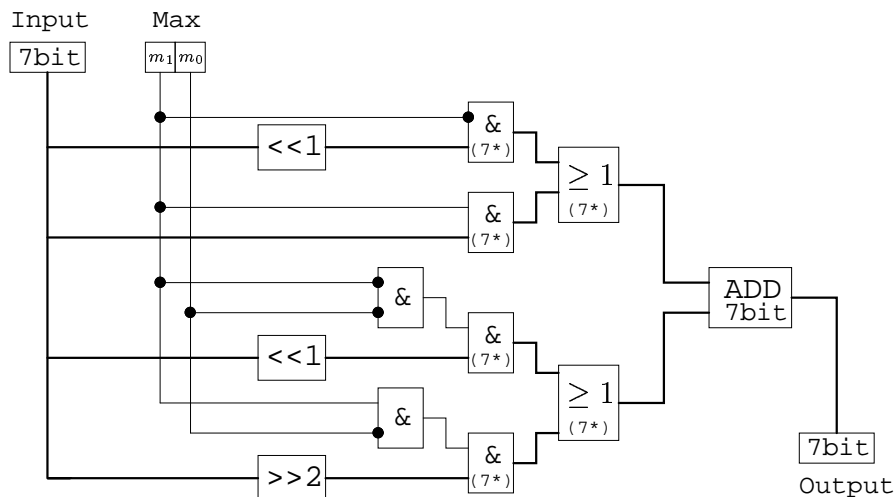 Input Max
7bit m₁ m₀
&
(7*)
<<1
≥ 1
(7*)
&
(7*)
&
ADD
7bit
&
(7*)
<<1
≥ 1
(7*)
&
&
(7*)
>>2
7bit
Output